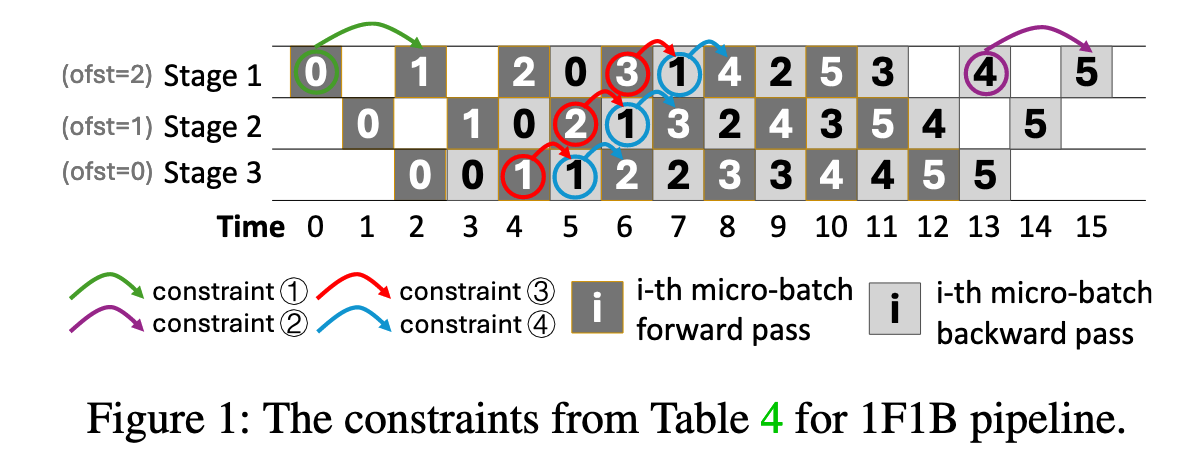 (ofst=2) Stage 1 0 1 2 0 3 1 4 2 5 3 4 5
(ofst=1) Stage 2 0 1 0 2 1 3 2 4 3 5 4 5
(ofst=0) Stage 3 0 0 1 1 2 2 3 3 4 4 5 5
Time 0 1 2 3 4 5 6 7 8 9 10 11 12 13 14 15
constraint ① constraint ③ i i-th micro-batch forward pass i i-th micro-batch backward pass
constraint ② constraint ④
Figure 1: The constraints from Table 4 for 1F1B pipeline.